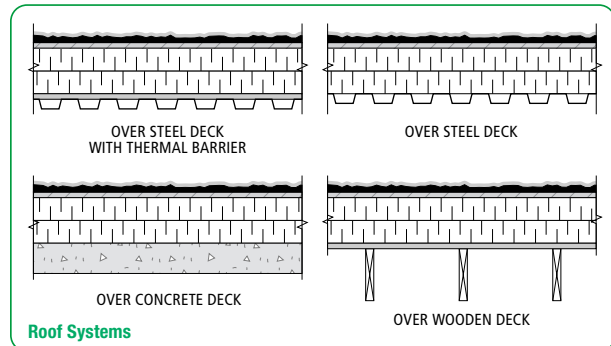 OVER STEEL DECK
WITH THERMAL BARRIER
OVER STEEL DECK
OVER CONCRETE DECK
OVER WOODEN DECK
Roof Systems